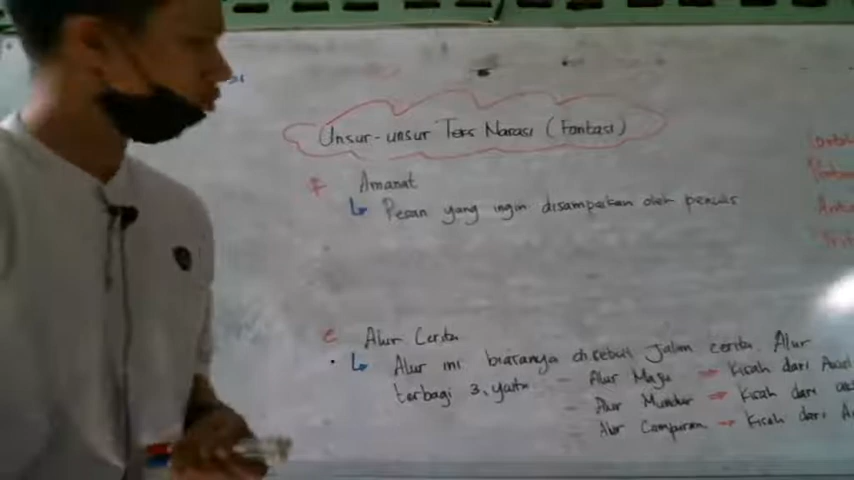 Unsur-unsur Teks Narasi (Fantasi)
F Amanat
Pesan yang ingin disampaikan oleh penulis
e Alur Cerita
Alur ini biasanya disebut Jalan cerita. Alur
terbagi 3, yaitu
- Alur Maju => Kisah dari Awal
- Alur Mundur => Kisah dari
- Alur Campuran => Kisah dari